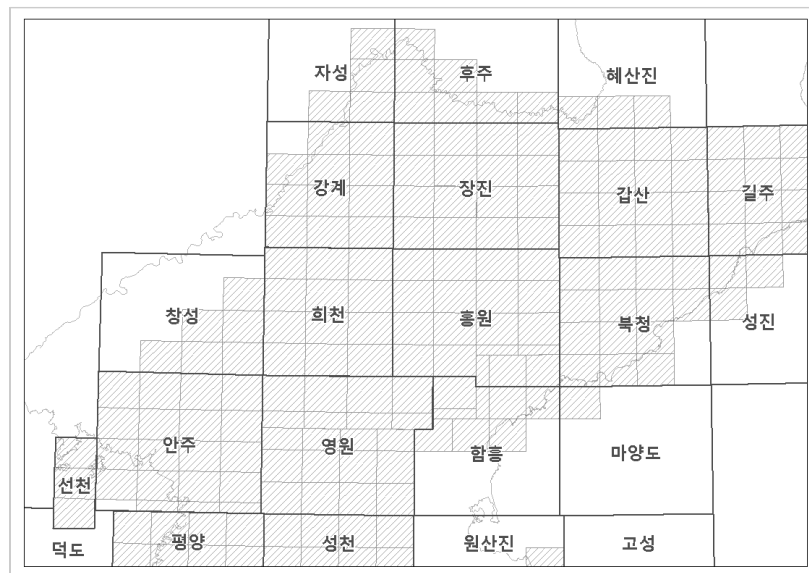 자성
후주
혜산진
강계
장진
갑산
길주
창성
희천
홍원
북청
성진
안주
영원
함흥
마양도
선천
덕도
평양
성천
원산진
고성